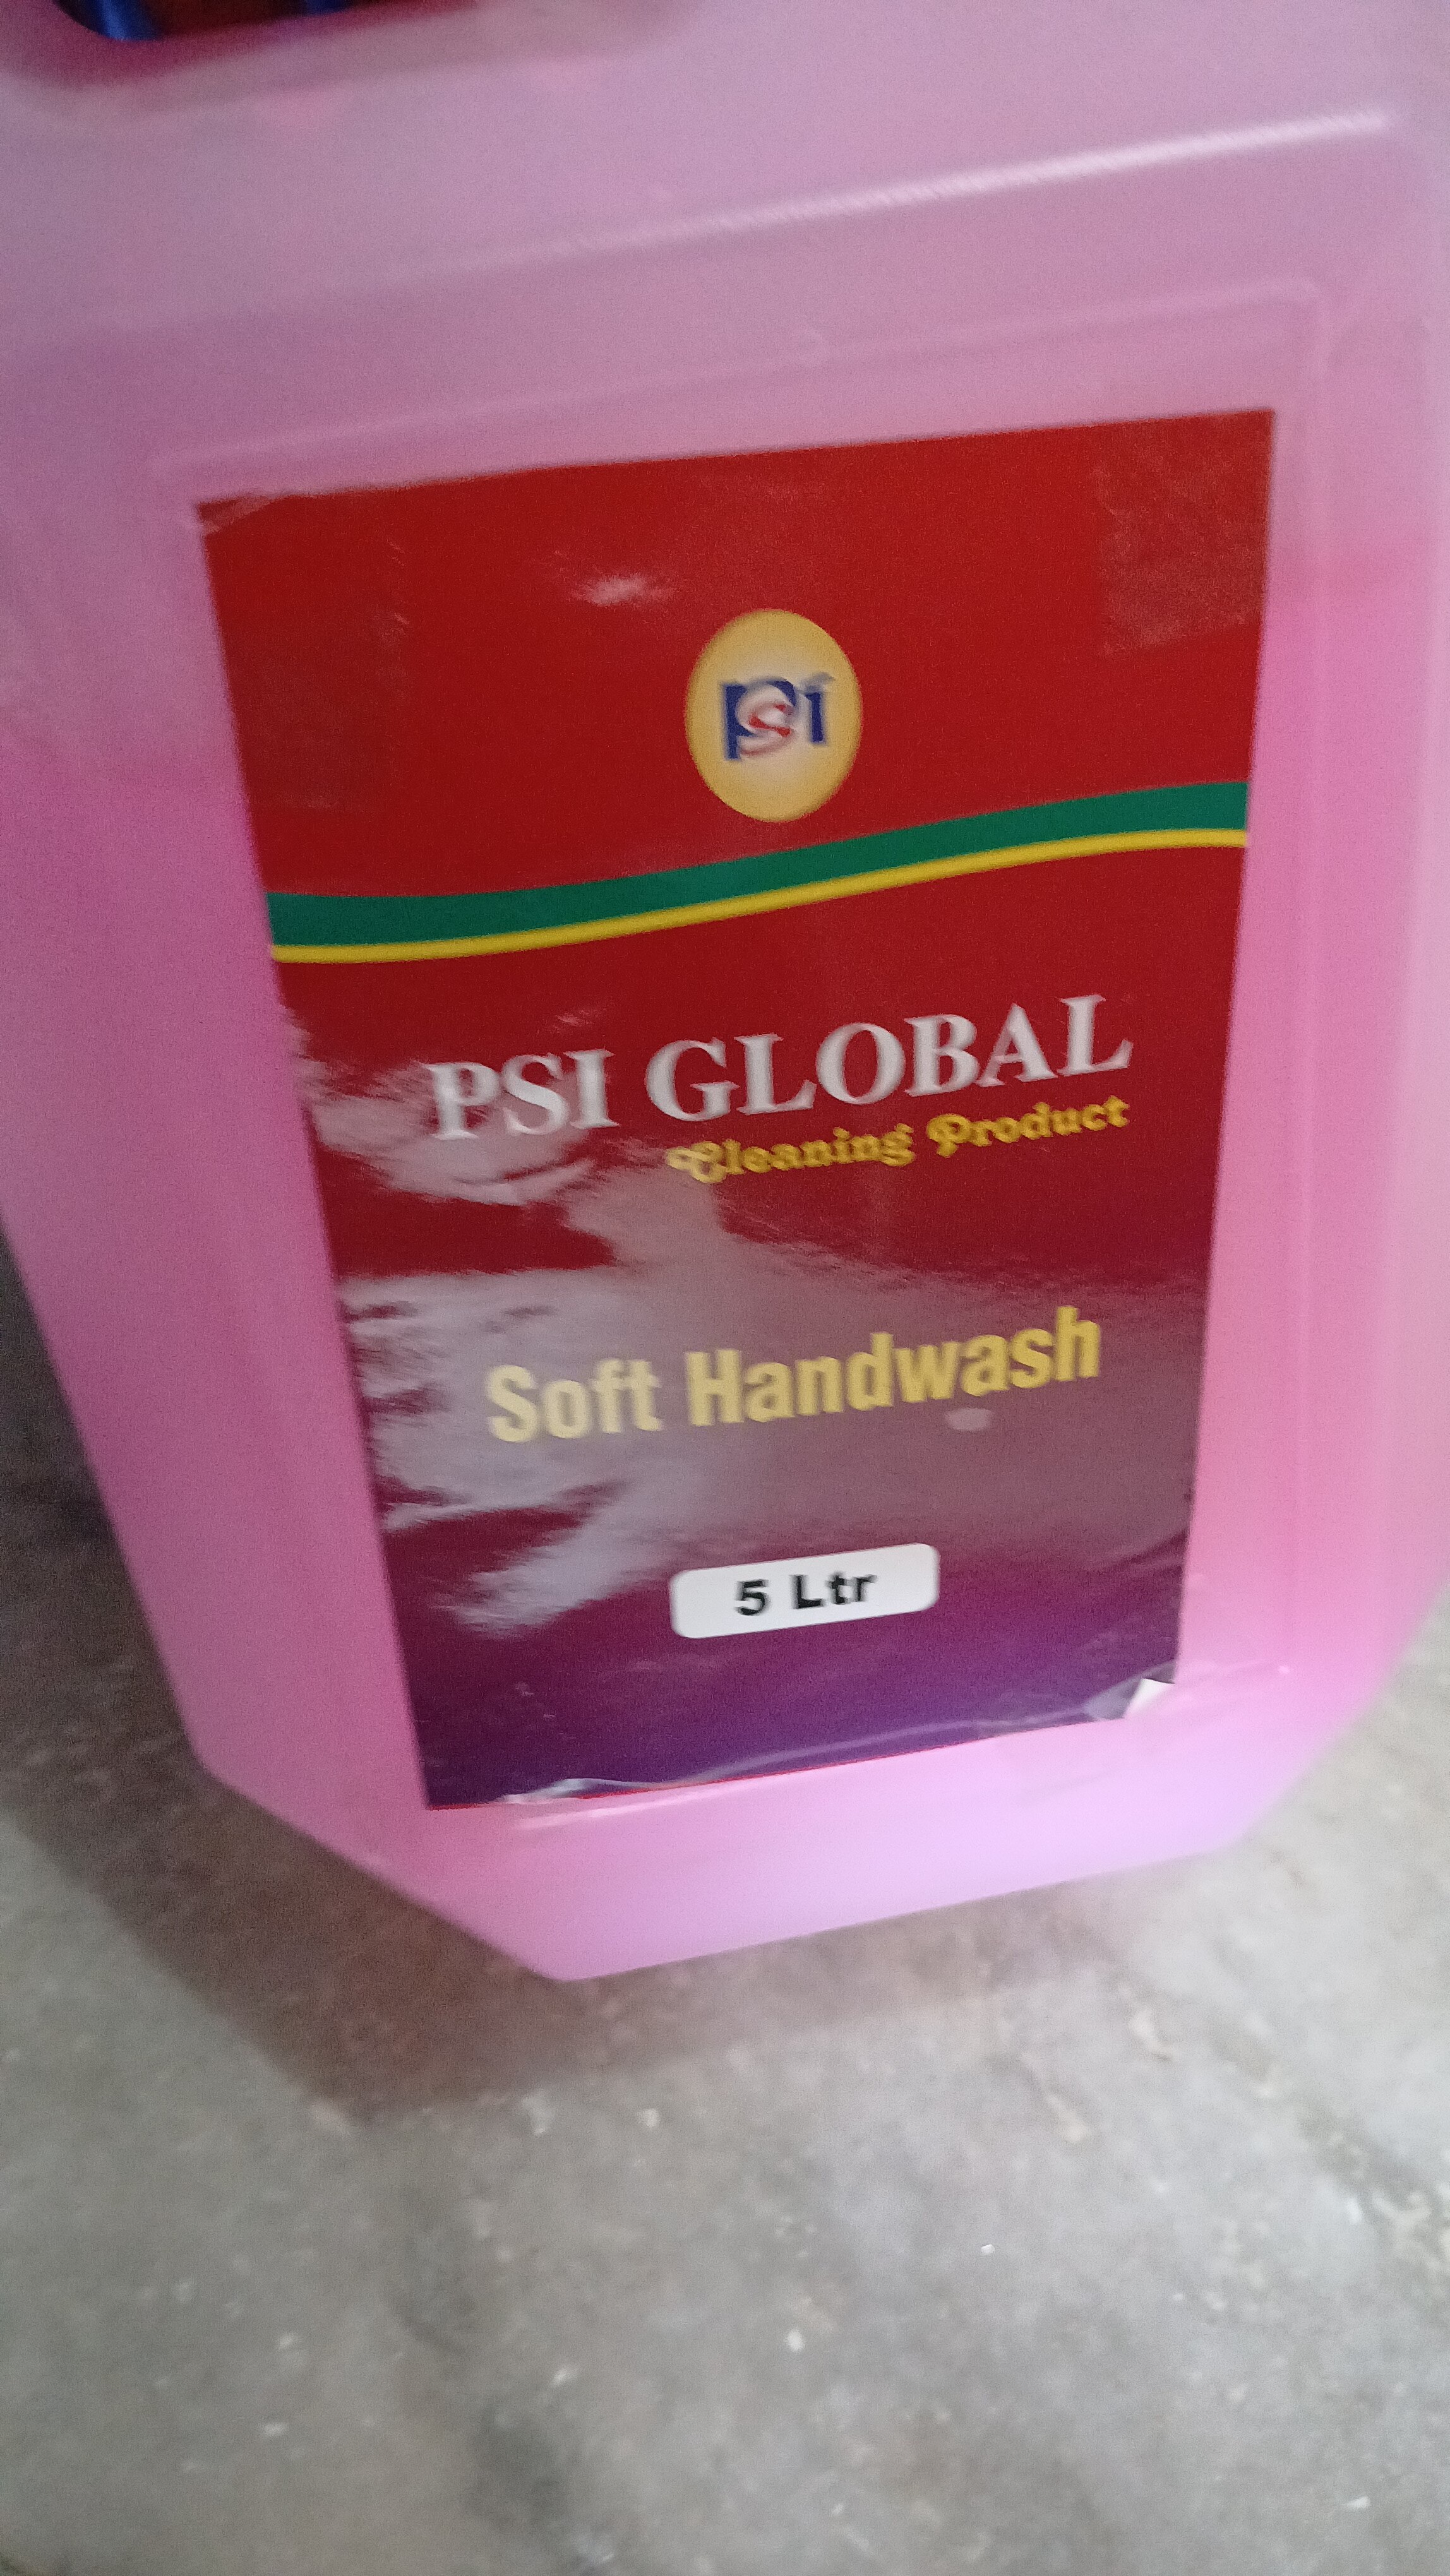 psi
PSI GLOBAL
Cleaning Product
Soft Handwash
5 Ltr